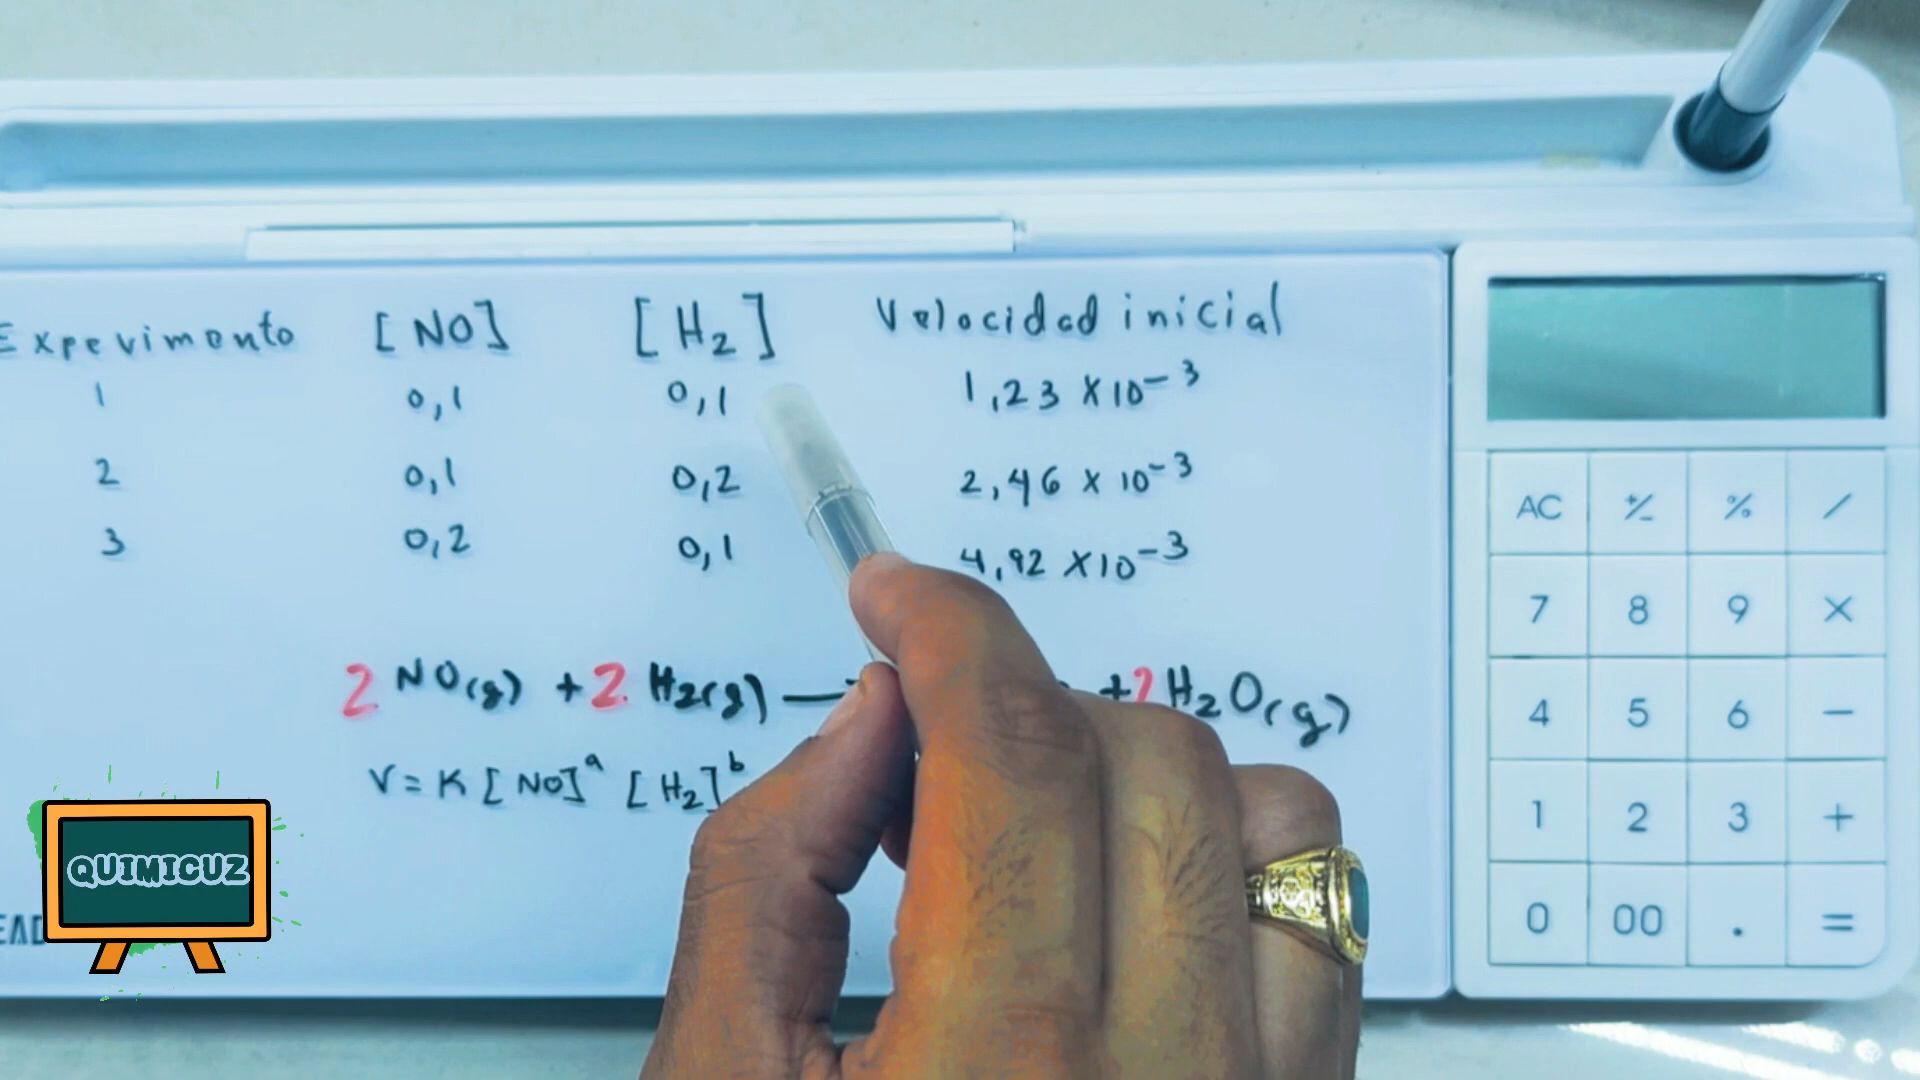 Experimento [NO] [H₂] Velocidad inicial
1 0,1 0,1 1,23 x10⁻³
2 0,1 0,2 2,46 x 10⁻³
3 0,2 0,1 4,92 x10⁻³
2 NO(g) + 2 H₂(g) + 2 H₂O(g)
V = K [NO]ᵃ [H₂]ᵇ
QUIMICUZ
AC +/- % /
7 8 9 ×
4 5 6 −
1 2 3 +
0 00 . =